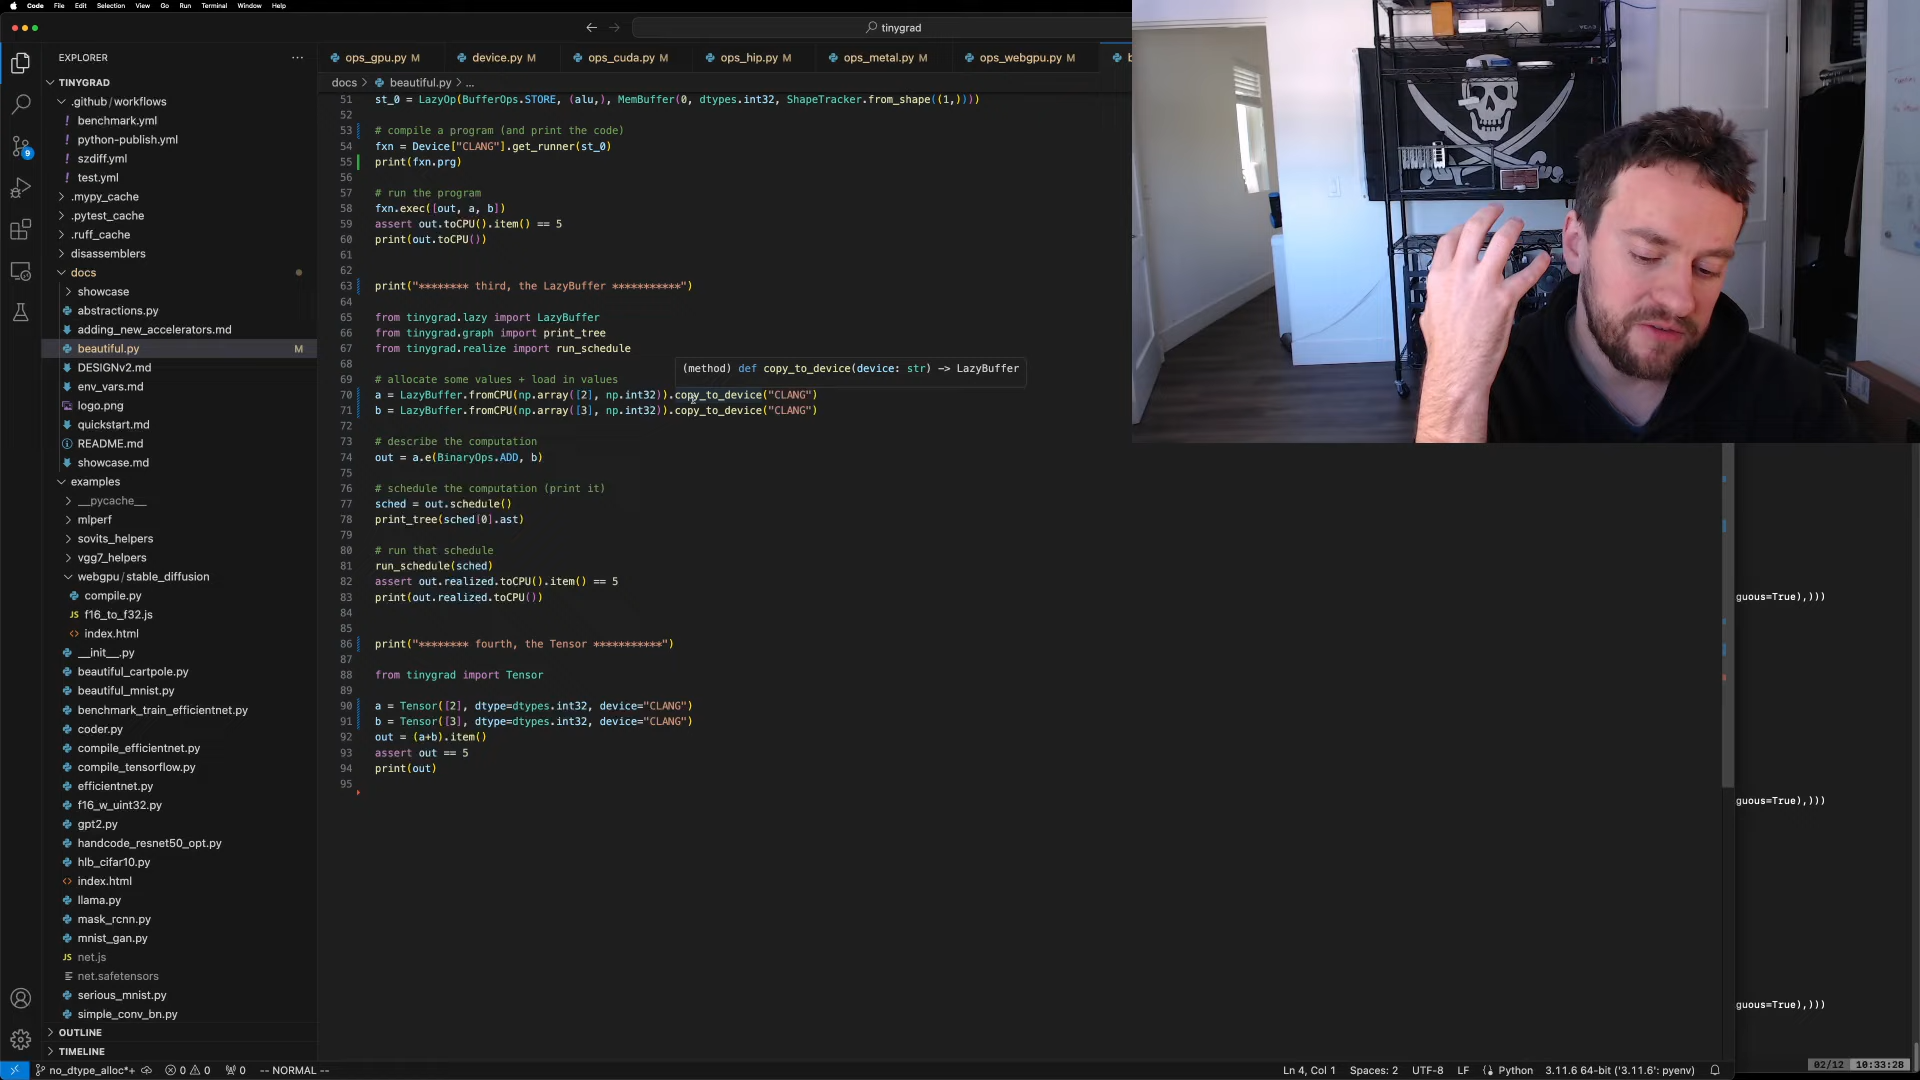 Code File Edit Selection View Go Run Terminal Window Help
tinygrad
EXPLORER
ops_gpu.py M device.py M ops_cuda.py M ops_hip.py M ops_metal.py M ops_webgpu.py M
docs > beautiful.py > ...
TINYGRAD
.github/workflows
benchmark.yml
python-publish.yml
szdiff.yml
test.yml
.mypy_cache
.pytest_cache
.ruff_cache
disassemblers
docs
showcase
abstractions.py
adding_new_accelerators.md
beautiful.py M
DESIGNv2.md
env_vars.md
logo.png
quickstart.md
README.md
showcase.md
examples
__pycache__
mlperf
sovits_helpers
vgg7_helpers
webgpu/stable_diffusion
compile.py
JS f16_to_f32.js
index.html
__init__.py
beautiful_cartpole.py
beautiful_mnist.py
benchmark_train_efficientnet.py
coder.py
compile_efficientnet.py
compile_tensorflow.py
efficientnet.py
f16_w_uint32.py
gpt2.py
handcode_resnet50_opt.py
hlb_cifar10.py
index.html
llama.py
mask_rcnn.py
mnist_gan.py
JS net.js
net.safetensors
serious_mnist.py
simple_conv_bn.py
OUTLINE
TIMELINE
9
51 st_0 = LazyOp(BufferOps.STORE, (alu,), MemBuffer(0, dtypes.int32, ShapeTracker.from_shape((1,))))
52
53 # compile a program (and print the code)
54 fxn = Device["CLANG"].get_runner(st_0)
55 print(fxn.prg)
56
57 # run the program
58 fxn.exec([out, a, b])
59 assert out.toCPU().item() == 5
60 print(out.toCPU())
61
62
63 print("******** third, the LazyBuffer ***********")
64
65 from tinygrad.lazy import LazyBuffer
66 from tinygrad.graph import print_tree
67 from tinygrad.realize import run_schedule
68
(method) def copy_to_device(device: str) -> LazyBuffer
69 # allocate some values + load in values
70 a = LazyBuffer.fromCPU(np.array([2], np.int32)).copy_to_device("CLANG")
71 b = LazyBuffer.fromCPU(np.array([3], np.int32)).copy_to_device("CLANG")
72
73 # describe the computation
74 out = a.e(BinaryOps.ADD, b)
75
76 # schedule the computation (print it)
77 sched = out.schedule()
78 print_tree(sched[0].ast)
79
80 # run that schedule
81 run_schedule(sched)
82 assert out.realized.toCPU().item() == 5
83 print(out.realized.toCPU())
84
85
86 print("******** fourth, the Tensor ***********")
87
88 from tinygrad import Tensor
89
90 a = Tensor([2], dtype=dtypes.int32, device="CLANG")
91 b = Tensor([3], dtype=dtypes.int32, device="CLANG")
92 out = (a+b).item()
93 assert out == 5
94 print(out)
95
guous=True),)))
guous=True),)))
guous=True),)))
02/12 10:33:28
no_dtype_alloc*+ 0 0 0 -- NORMAL -- Ln 4, Col 1 Spaces: 2 UTF-8 LF Python 3.11.6 64-bit ('3.11.6': pyenv)